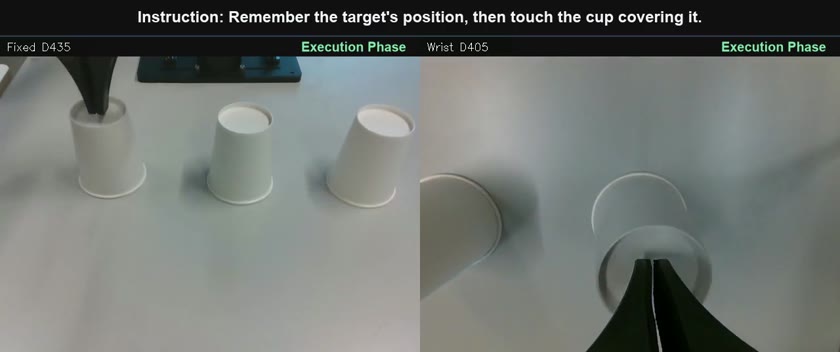 Instruction: Remember the target's position, then touch the cup covering it.
Fixed D435
Execution Phase
Wrist D405
Execution Phase